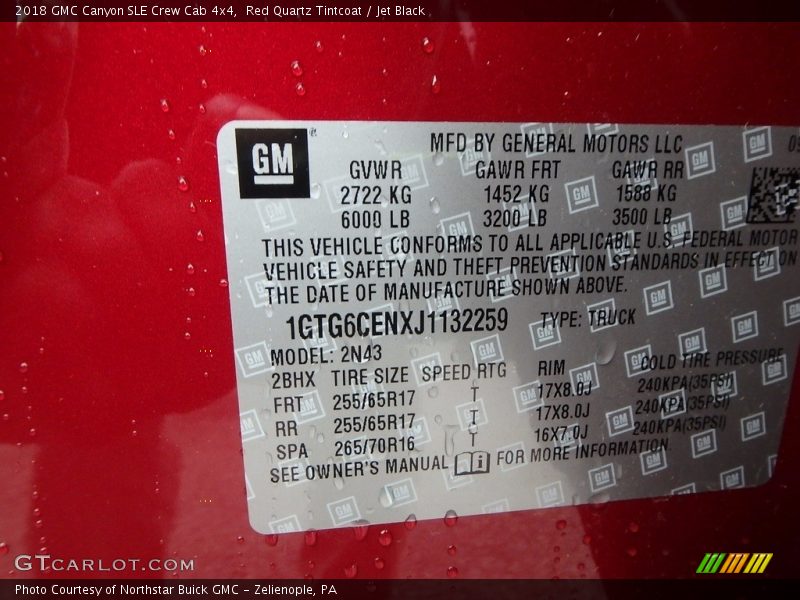 2018 GMC Canyon SLE Crew Cab 4x4, Red Quartz Tintcoat / Jet Black
GM
MFD BY GENERAL MOTORS LLC
GVWR GAWR FRT GAWR RR
2722 KG 1452 KG 1588 KG
6000 LB 3200 LB 3500 LB
THIS VEHICLE CONFORMS TO ALL APPLICABLE U.S. FEDERAL MOTOR
VEHICLE SAFETY AND THEFT PREVENTION STANDARDS IN EFFECT ON
THE DATE OF MANUFACTURE SHOWN ABOVE.
1GTG6CENXJ1132259 TYPE: TRUCK
MODEL: 2N43
2BHX TIRE SIZE SPEED RTG RIM COLD TIRE PRESSURE
FRT 255/65R17 T 17X8.0J 240KPA(35PSI)
RR 255/65R17 T 17X8.0J 240KPA(35PSI)
SPA 265/70R16 T 16X7.0J 240KPA(35PSI)
SEE OWNER'S MANUAL FOR MORE INFORMATION
GTCARLOT.COM
Photo Courtesy of Northstar Buick GMC - Zelienople, PA